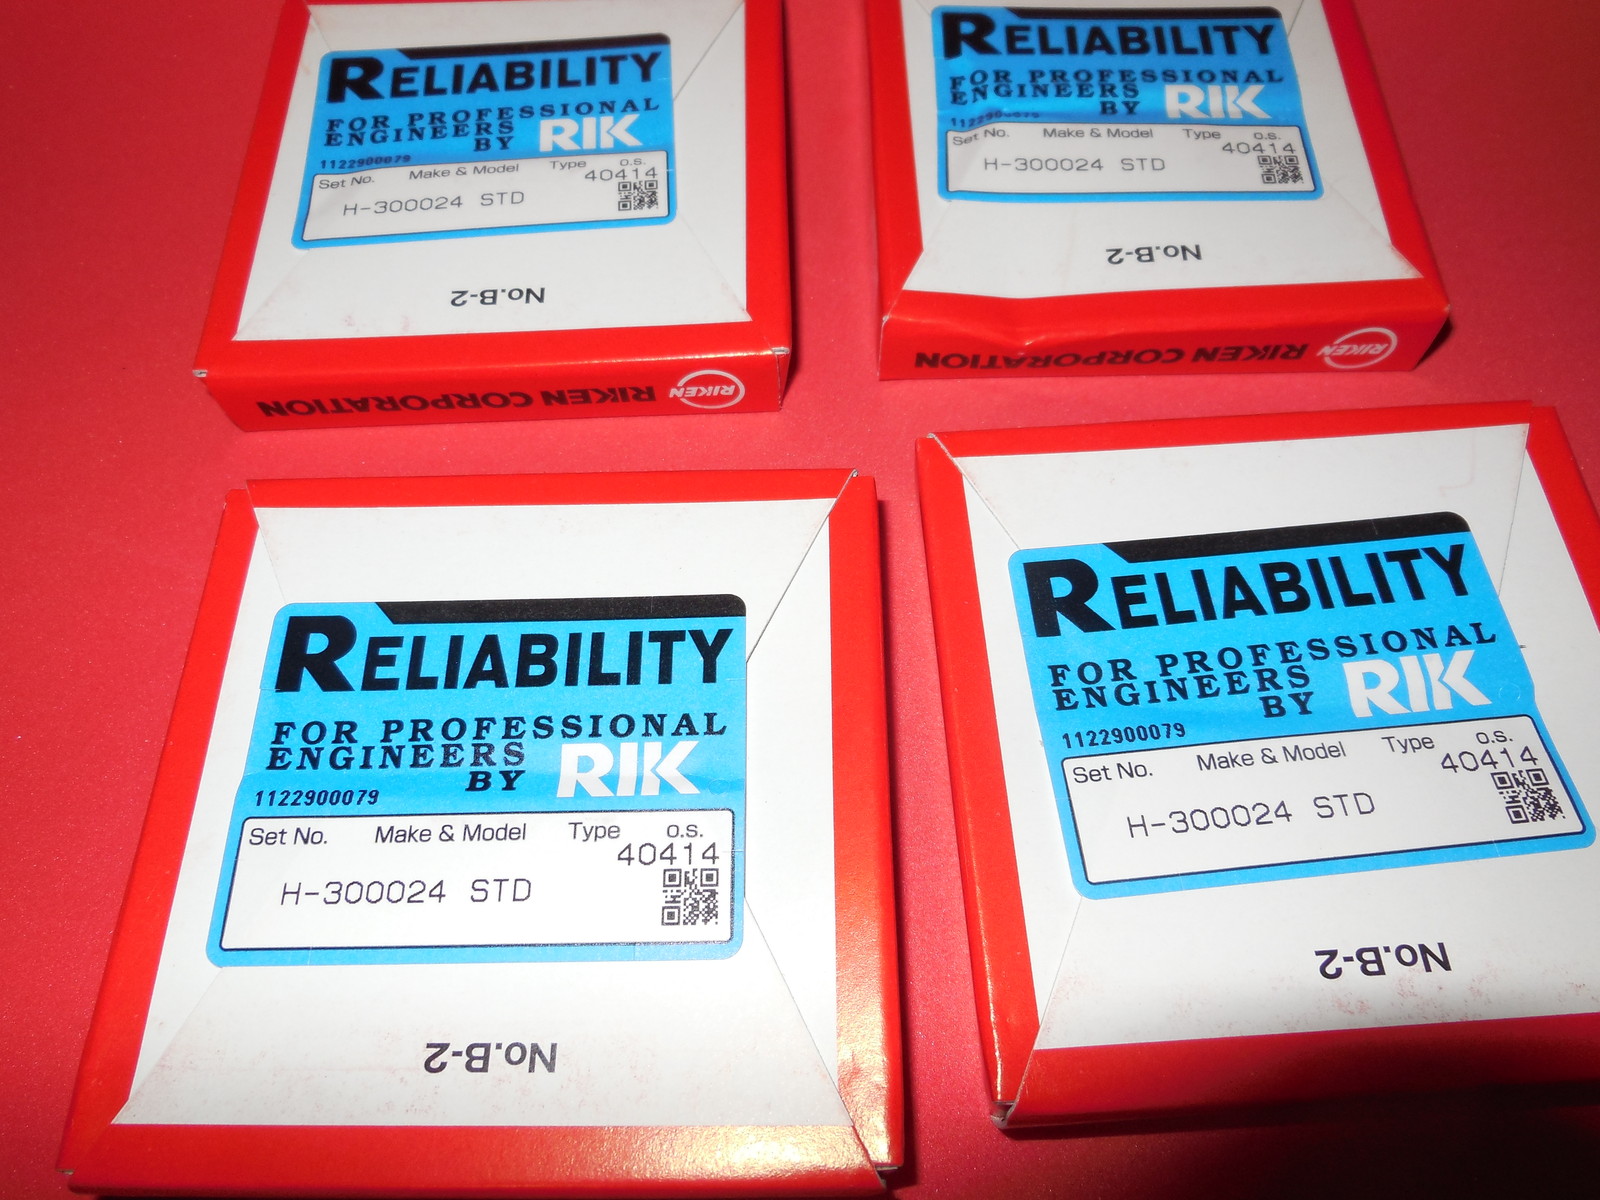 RELIABILITY
FOR PROFESSIONAL
ENGINEERS
BY RIK
1122900079
Set No. Make & Model Type o.s.
40414
H-300024 STD
No.B-2
RIKEN CORPORATION RIKEN
RELIABILITY
FOR PROFESSIONAL
ENGINEERS
BY RIK
1122900079
Set No. Make & Model Type o.s.
40414
H-300024 STD
No.B-2
RIKEN CORPORATION RIKEN
RELIABILITY
FOR PROFESSIONAL
ENGINEERS
BY RIK
1122900079
Set No. Make & Model Type o.s.
40414
H-300024 STD
No.B-2
RELIABILITY
FOR PROFESSIONAL
ENGINEERS
BY RIK
1122900079
Set No. Make & Model Type o.s.
40414
H-300024 STD
No.B-2